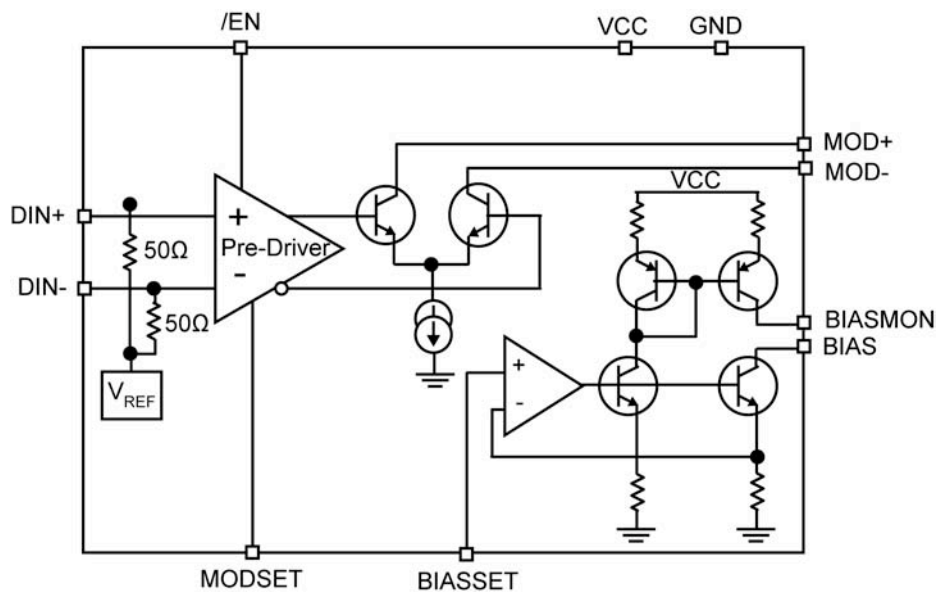 /EN
VCC
GND
MOD+
MOD-
VCC
DIN+
+
Pre-Driver
50Ω
DIN-
-
50Ω
BIASMON
BIAS
+
-
VREF
MODSET
BIASSET